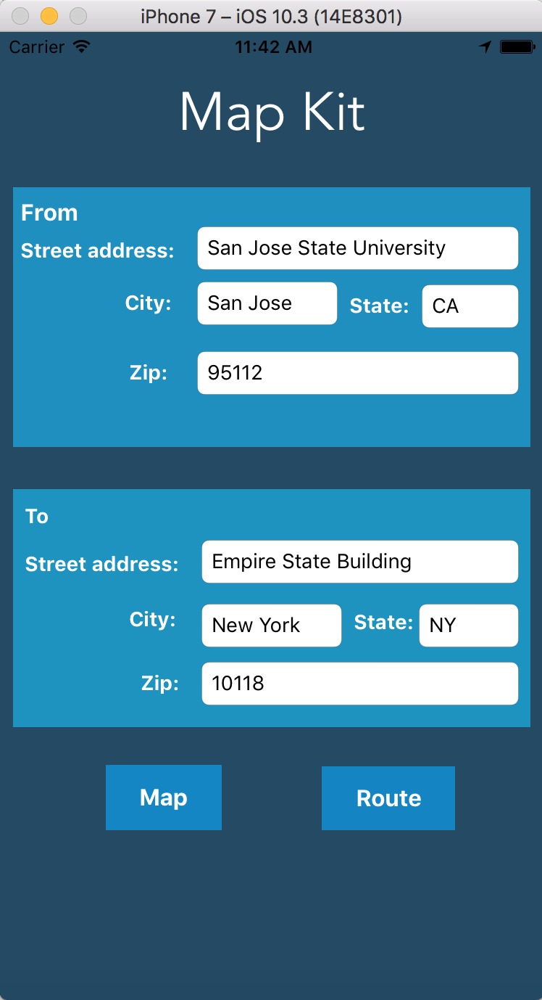 iPhone 7 – iOS 10.3 (14E8301)
Carrier 11:42 AM
Map Kit
From
Street address: San Jose State University
City: San Jose State: CA
Zip: 95112
To
Street address: Empire State Building
City: New York State: NY
Zip: 10118
Map Route